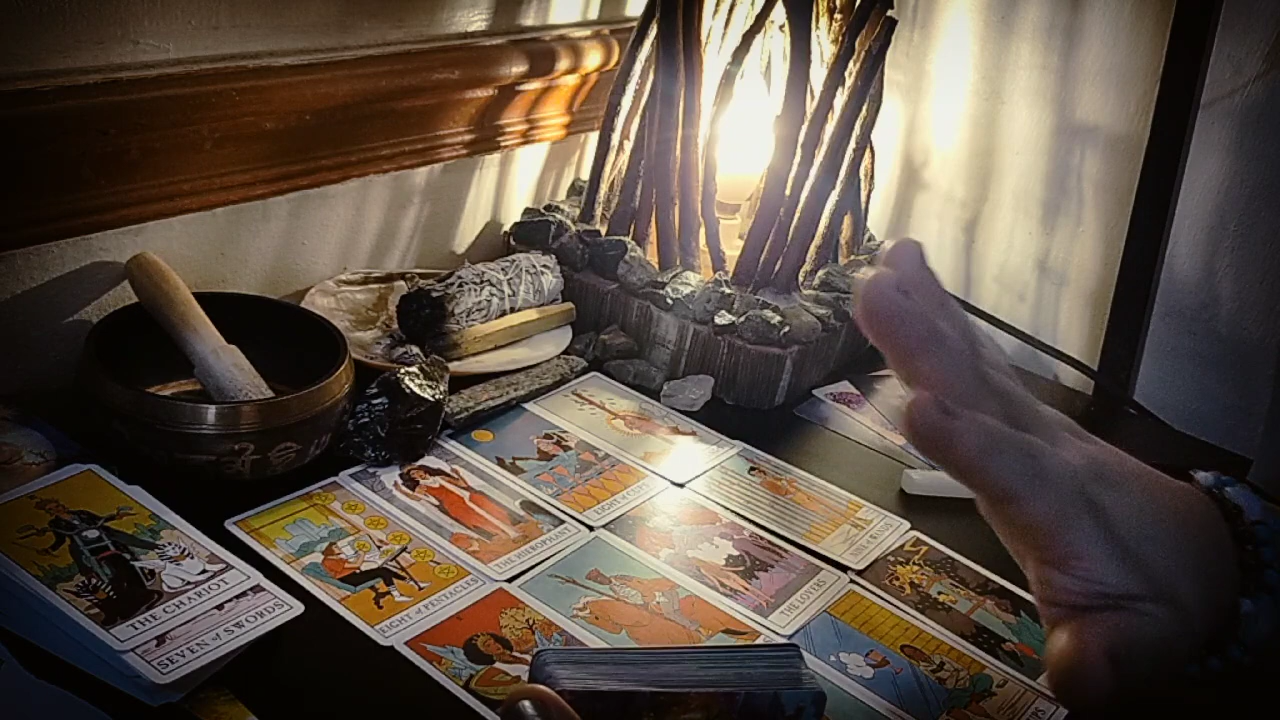 THE CHARIOT
SEVEN of SWORDS
EIGHT of PENTACLES
THE HIEROPHANT
EIGHT of CUPS
THE LOVERS